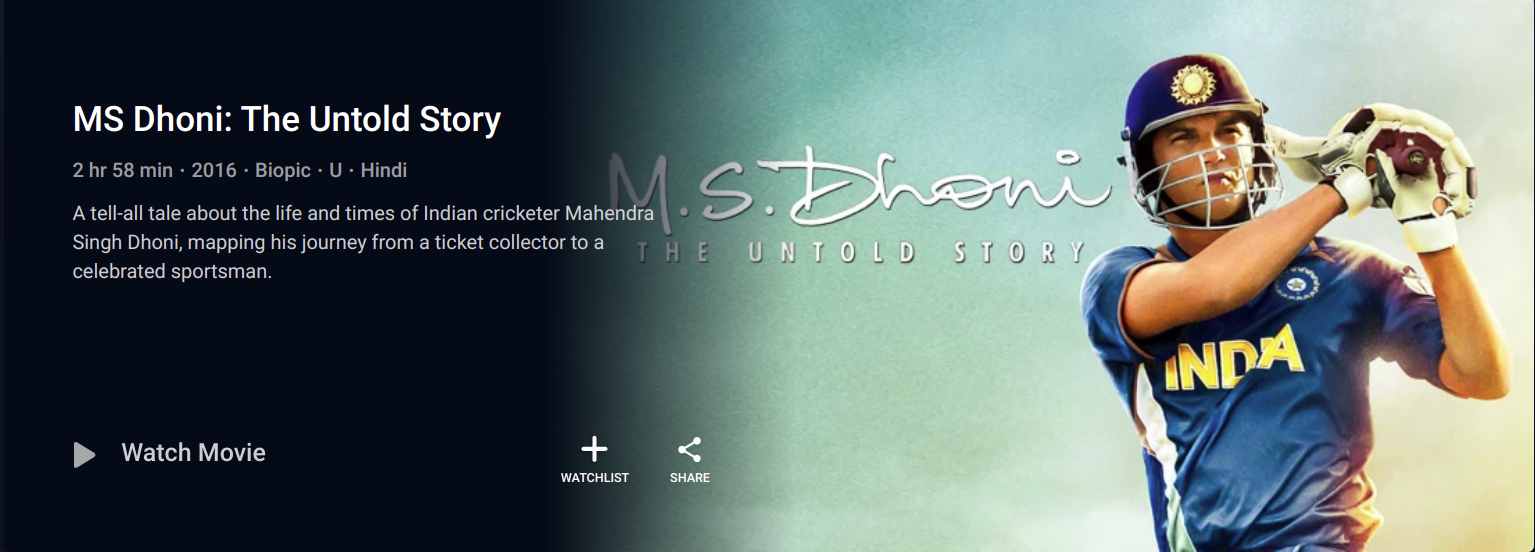 MS Dhoni: The Untold Story
2 hr 58 min · 2016 · Biopic · U · Hindi
A tell-all tale about the life and times of Indian cricketer Mahendra
Singh Dhoni, mapping his journey from a ticket collector to a
celebrated sportsman.
Watch Movie
WATCHLIST
SHARE
M.S.Dhoni
THE UNTOLD STORY
INDIA